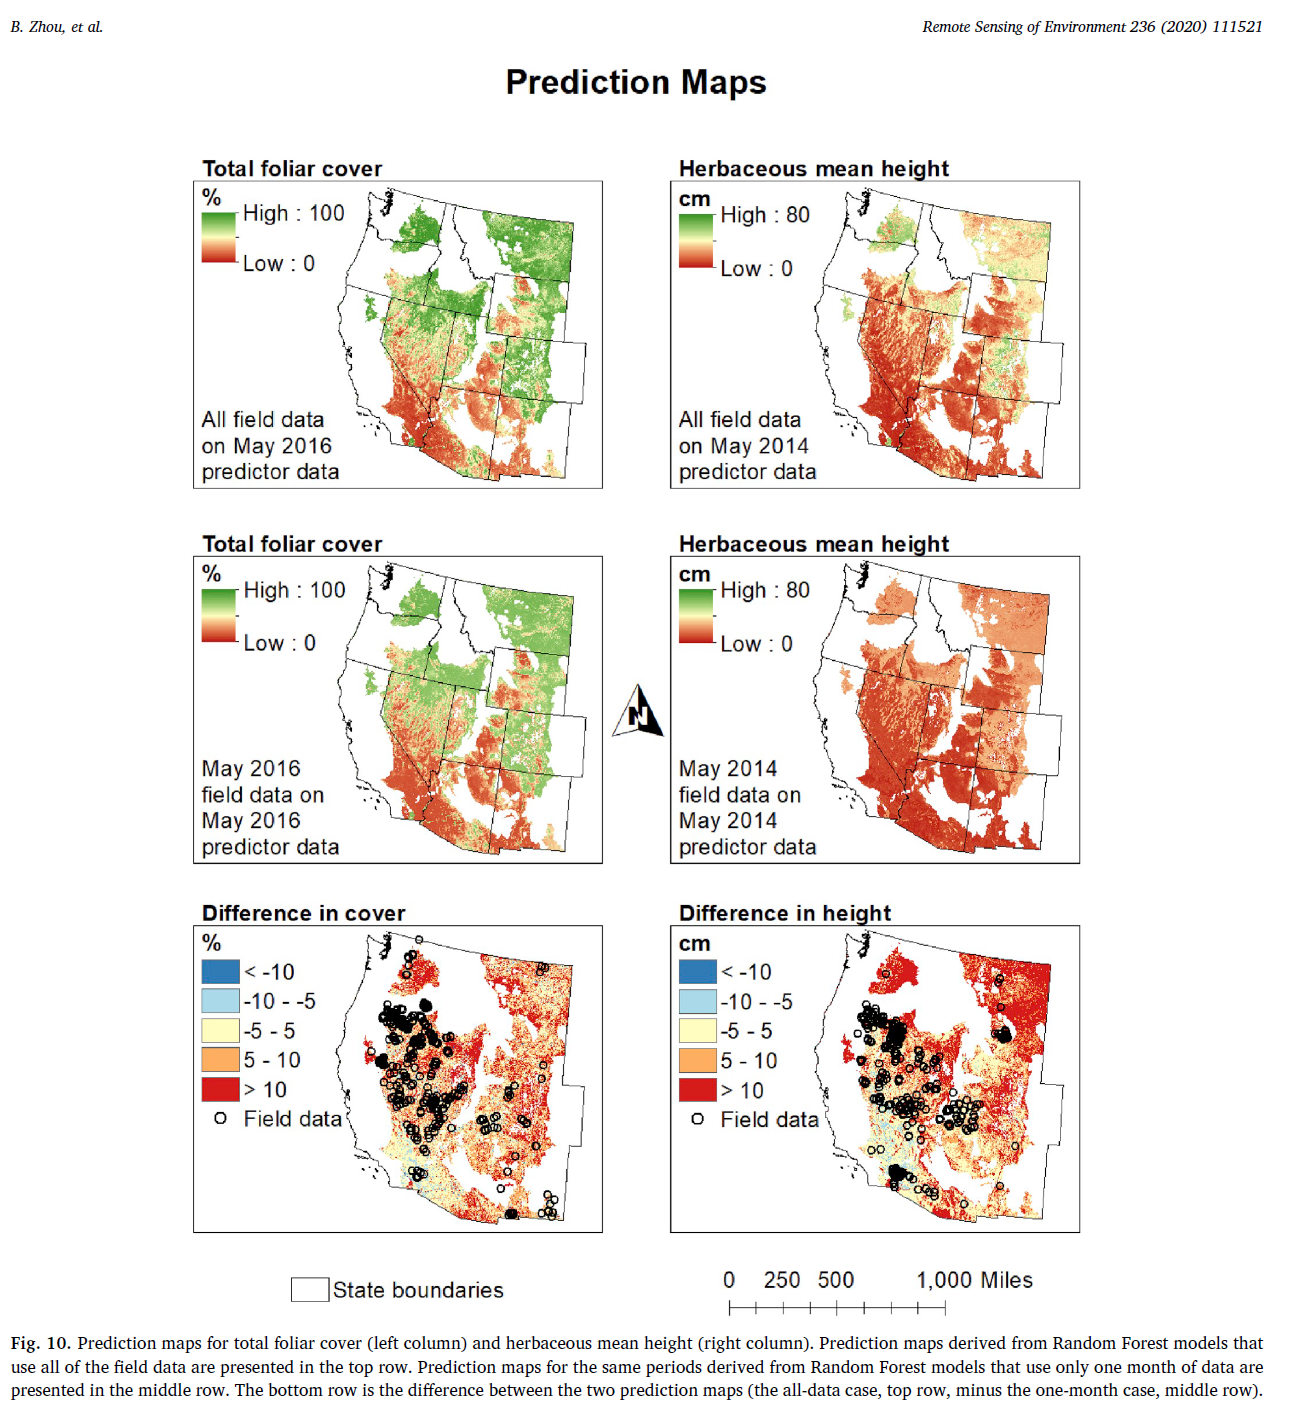 B. Zhou, et al.
Remote Sensing of Environment 236 (2020) 111521
Prediction Maps
Total foliar cover
%
High : 100
Low : 0
All field data
on May 2016
predictor data
Herbaceous mean height
cm
High : 80
Low : 0
All field data
on May 2014
predictor data
Total foliar cover
%
High : 100
Low : 0
May 2016
field data on
May 2016
predictor data
N
Herbaceous mean height
cm
High : 80
Low : 0
May 2014
field data on
May 2014
predictor data
Difference in cover
%
< -10
-10 - -5
-5 - 5
5 - 10
> 10
Field data
Difference in height
cm
< -10
-10 - -5
-5 - 5
5 - 10
> 10
Field data
State boundaries
0 250 500 1,000 Miles
Fig. 10. Prediction maps for total foliar cover (left column) and herbaceous mean height (right column). Prediction maps derived from Random Forest models that
use all of the field data are presented in the top row. Prediction maps for the same periods derived from Random Forest models that use only one month of data are
presented in the middle row. The bottom row is the difference between the two prediction maps (the all-data case, top row, minus the one-month case, middle row).